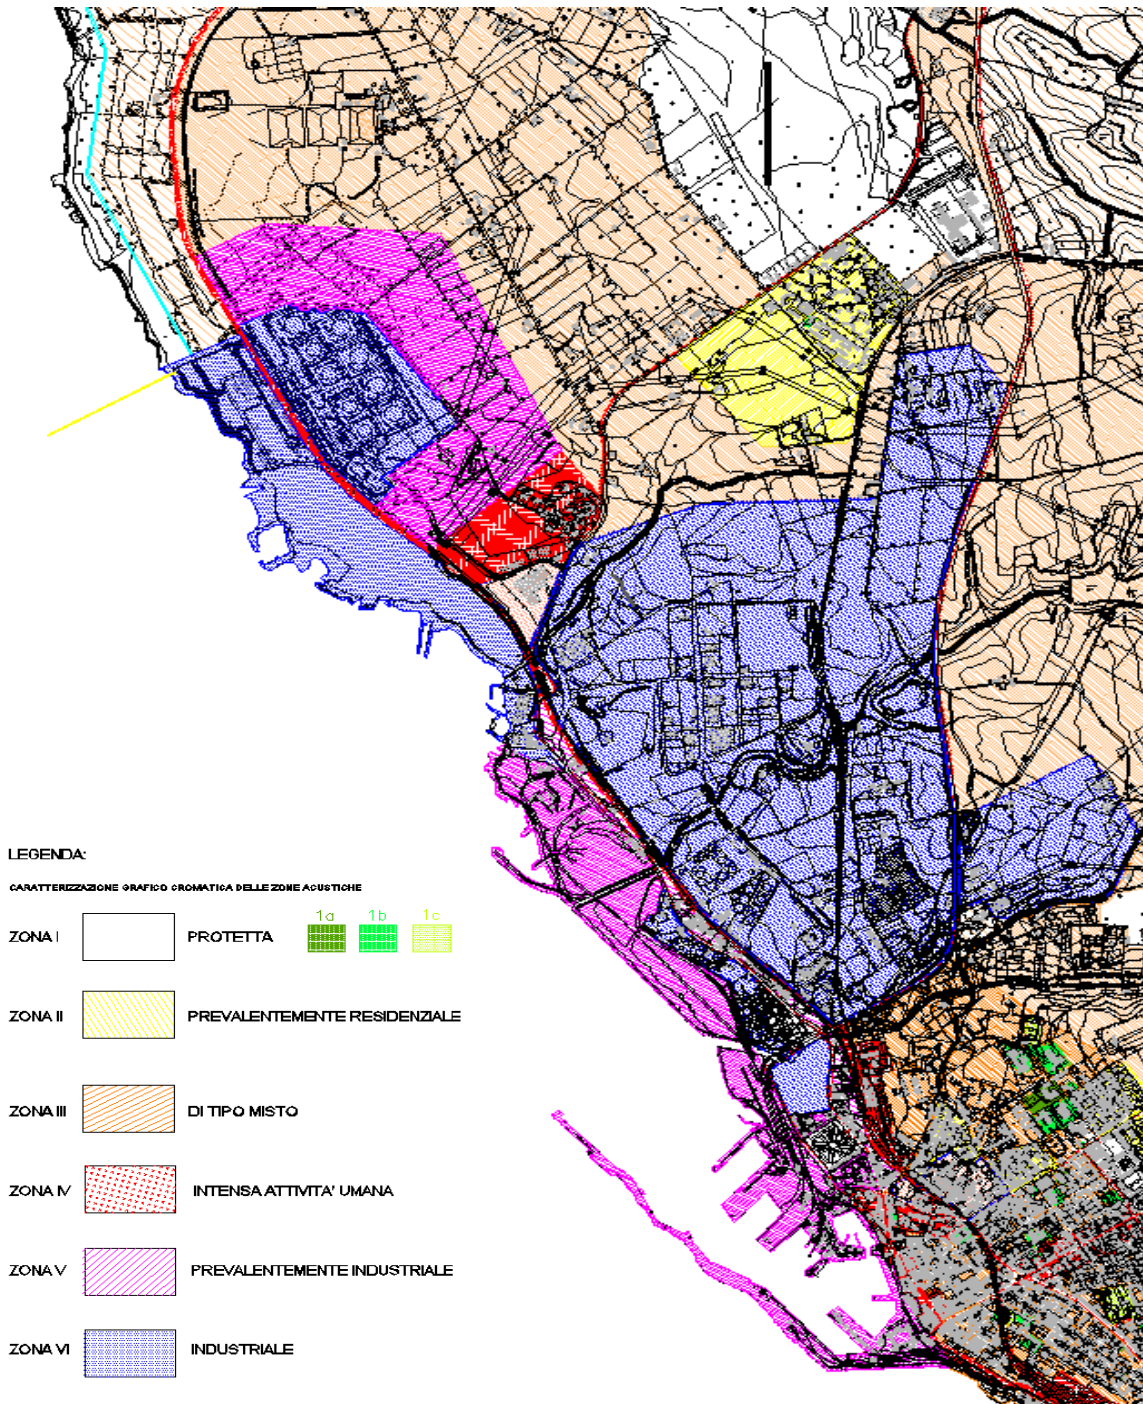 LEGENDA:
CARATTERIZZAZIONE GRAFICO CROMATICA DELLE ZONE ACUSTICHE
1a 1b 1c
ZONA I PROTETTA
ZONA II PREVALENTEMENTE RESIDENZIALE
ZONA III DI TIPO MISTO
ZONA IV INTENSA ATTIVITA' UMANA
ZONA V PREVALENTEMENTE INDUSTRIALE
ZONA VI INDUSTRIALE